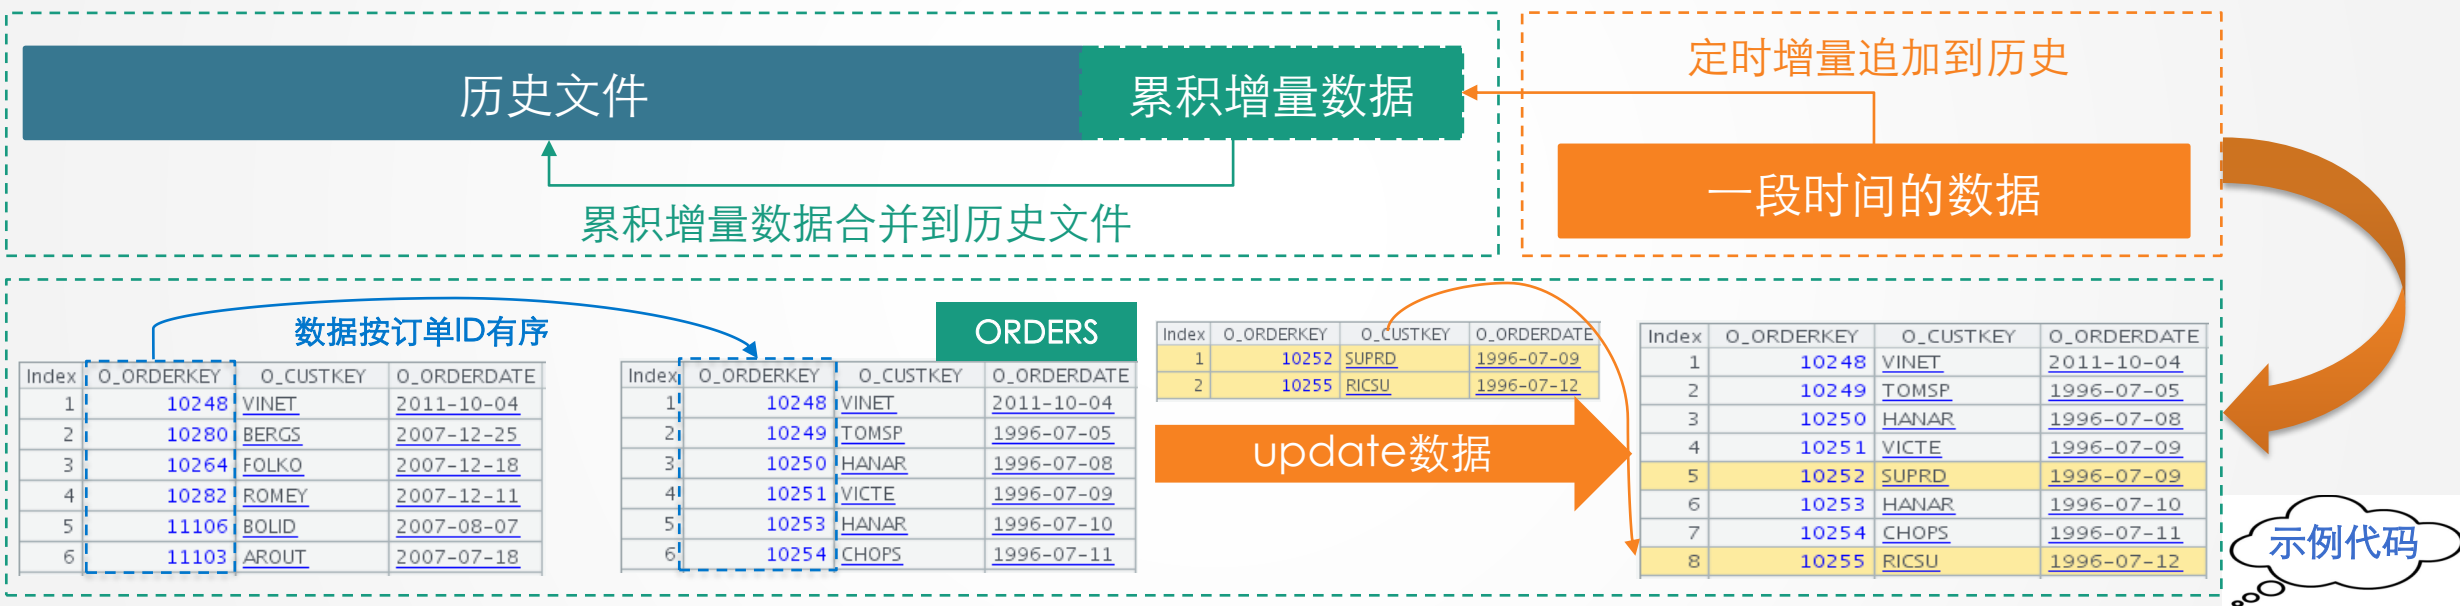 历史文件
累积增量数据
定时增量追加到历史
一段时间的数据
累积增量数据合并到历史文件
数据按订单ID有序
Index O_ORDERKEY O_CUSTKEY O_ORDERDATE
1 10248 VINET 2011-10-04
2 10280 BERGS 2007-12-25
3 10264 FOLKO 2007-12-18
4 10282 ROMEY 2007-12-11
5 11106 BOLID 2007-08-07
6 11103 AROUT 2007-07-18
ORDERS
Index O_ORDERKEY O_CUSTKEY O_ORDERDATE
1 10248 VINET 2011-10-04
2 10249 TOMSP 1996-07-05
3 10250 HANAR 1996-07-08
4 10251 VICTE 1996-07-09
5 10253 HANAR 1996-07-10
6 10254 CHOPS 1996-07-11
Index O_ORDERKEY O_CUSTKEY O_ORDERDATE
1 10252 SUPRD 1996-07-09
2 10255 RICSU 1996-07-12
update数据
Index O_ORDERKEY O_CUSTKEY O_ORDERDATE
1 10248 VINET 2011-10-04
2 10249 TOMSP 1996-07-05
3 10250 HANAR 1996-07-08
4 10251 VICTE 1996-07-09
5 10252 SUPRD 1996-07-09
6 10253 HANAR 1996-07-10
7 10254 CHOPS 1996-07-11
8 10255 RICSU 1996-07-12
示例代码